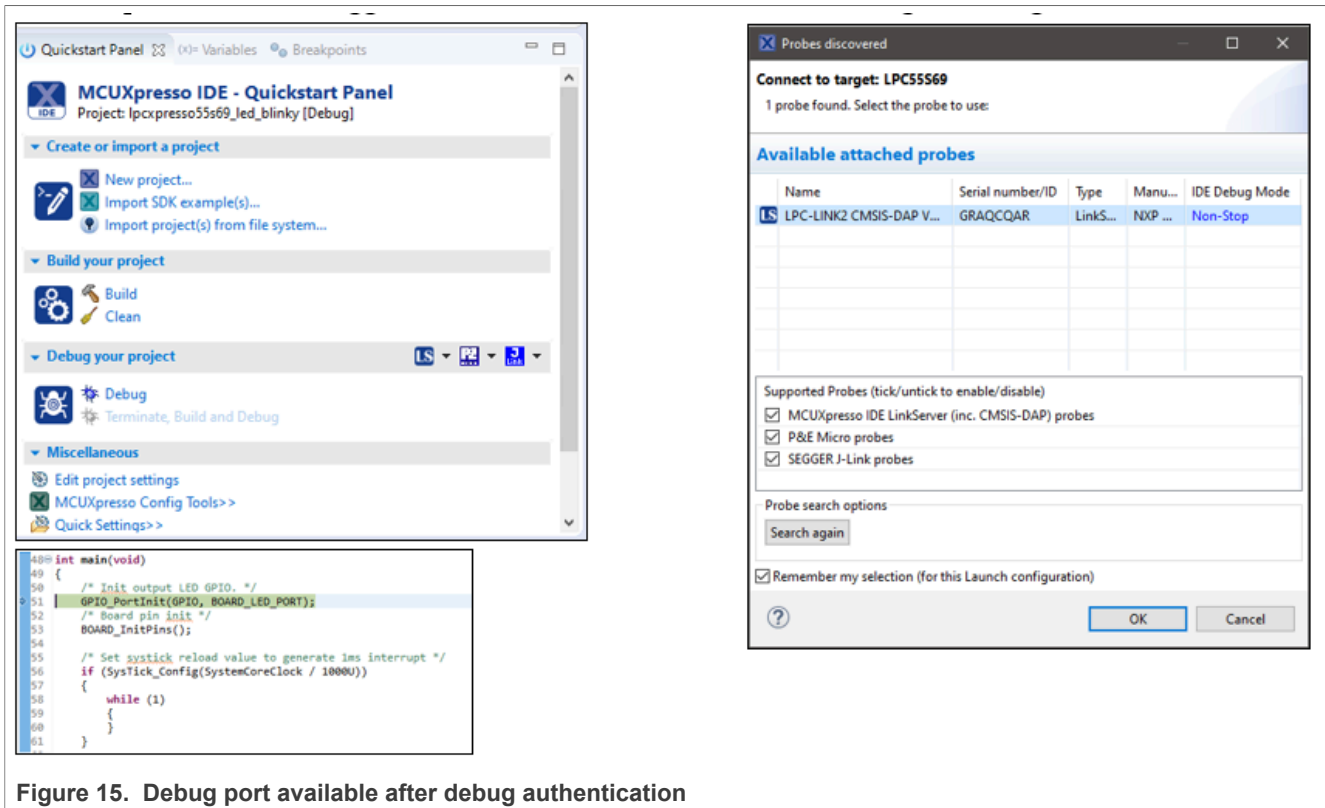 Quickstart Panel (x)= Variables Breakpoints
IDE
MCUXpresso IDE - Quickstart Panel
Project: lpcxpresso55s69_led_blinky [Debug]
Create or import a project
New project...
Import SDK example(s)...
Import project(s) from file system...
Build your project
Build
Clean
Debug your project
LS
Link
Debug
Terminate, Build and Debug
Miscellaneous
Edit project settings
MCUXpresso Config Tools>>
Quick Settings>>
48 int main(void)
49 {
50 /* Init output LED GPIO. */
51 GPIO_PortInit(GPIO, BOARD_LED_PORT);
52 /* Board pin init */
53 BOARD_InitPins();
54
55 /* Set systick reload value to generate 1ms interrupt */
56 if (SysTick_Config(SystemCoreClock / 1000U))
57 {
58 while (1)
59 {
60 }
61 }
Probes discovered
Connect to target: LPC55S69
1 probe found. Select the probe to use:
Available attached probes
Name Serial number/ID Type Manu... IDE Debug Mode
LS LPC-LINK2 CMSIS-DAP V... GRAQCQAR LinkS... NXP ... Non-Stop
Supported Probes (tick/untick to enable/disable)
MCUXpresso IDE LinkServer (inc. CMSIS-DAP) probes
P&E Micro probes
SEGGER J-Link probes
Probe search options
Search again
Remember my selection (for this Launch configuration)
? OK Cancel
Figure 15. Debug port available after debug authentication